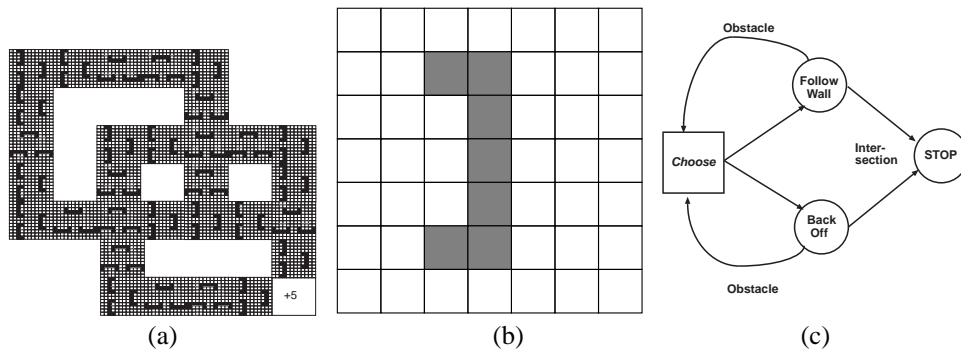 +5
(a)
(b)
Obstacle
Follow
Wall
Choose
Inter-
section
STOP
Back
Off
Obstacle
(c)